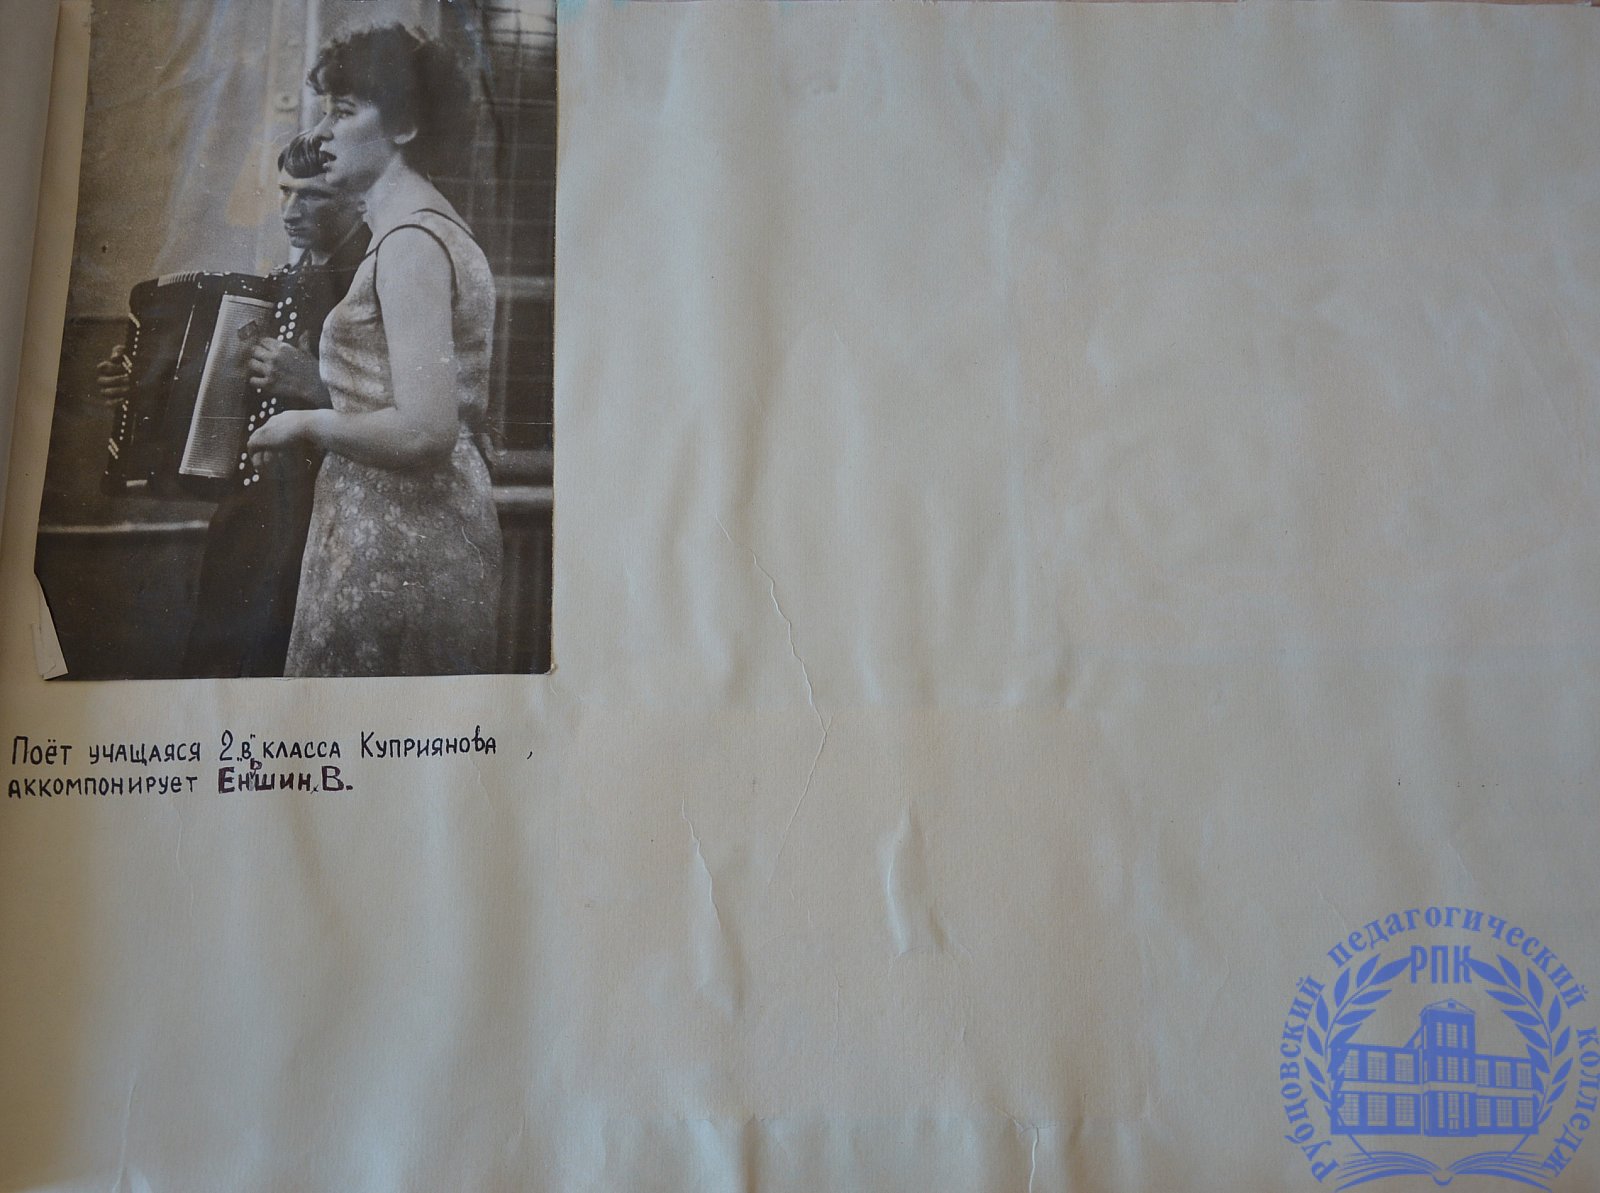 Поёт учащаяся 2 "в" класса Куприянова ,
аккомпонирует Еньшин В.
РПК
Рубцовский педагогический колледж